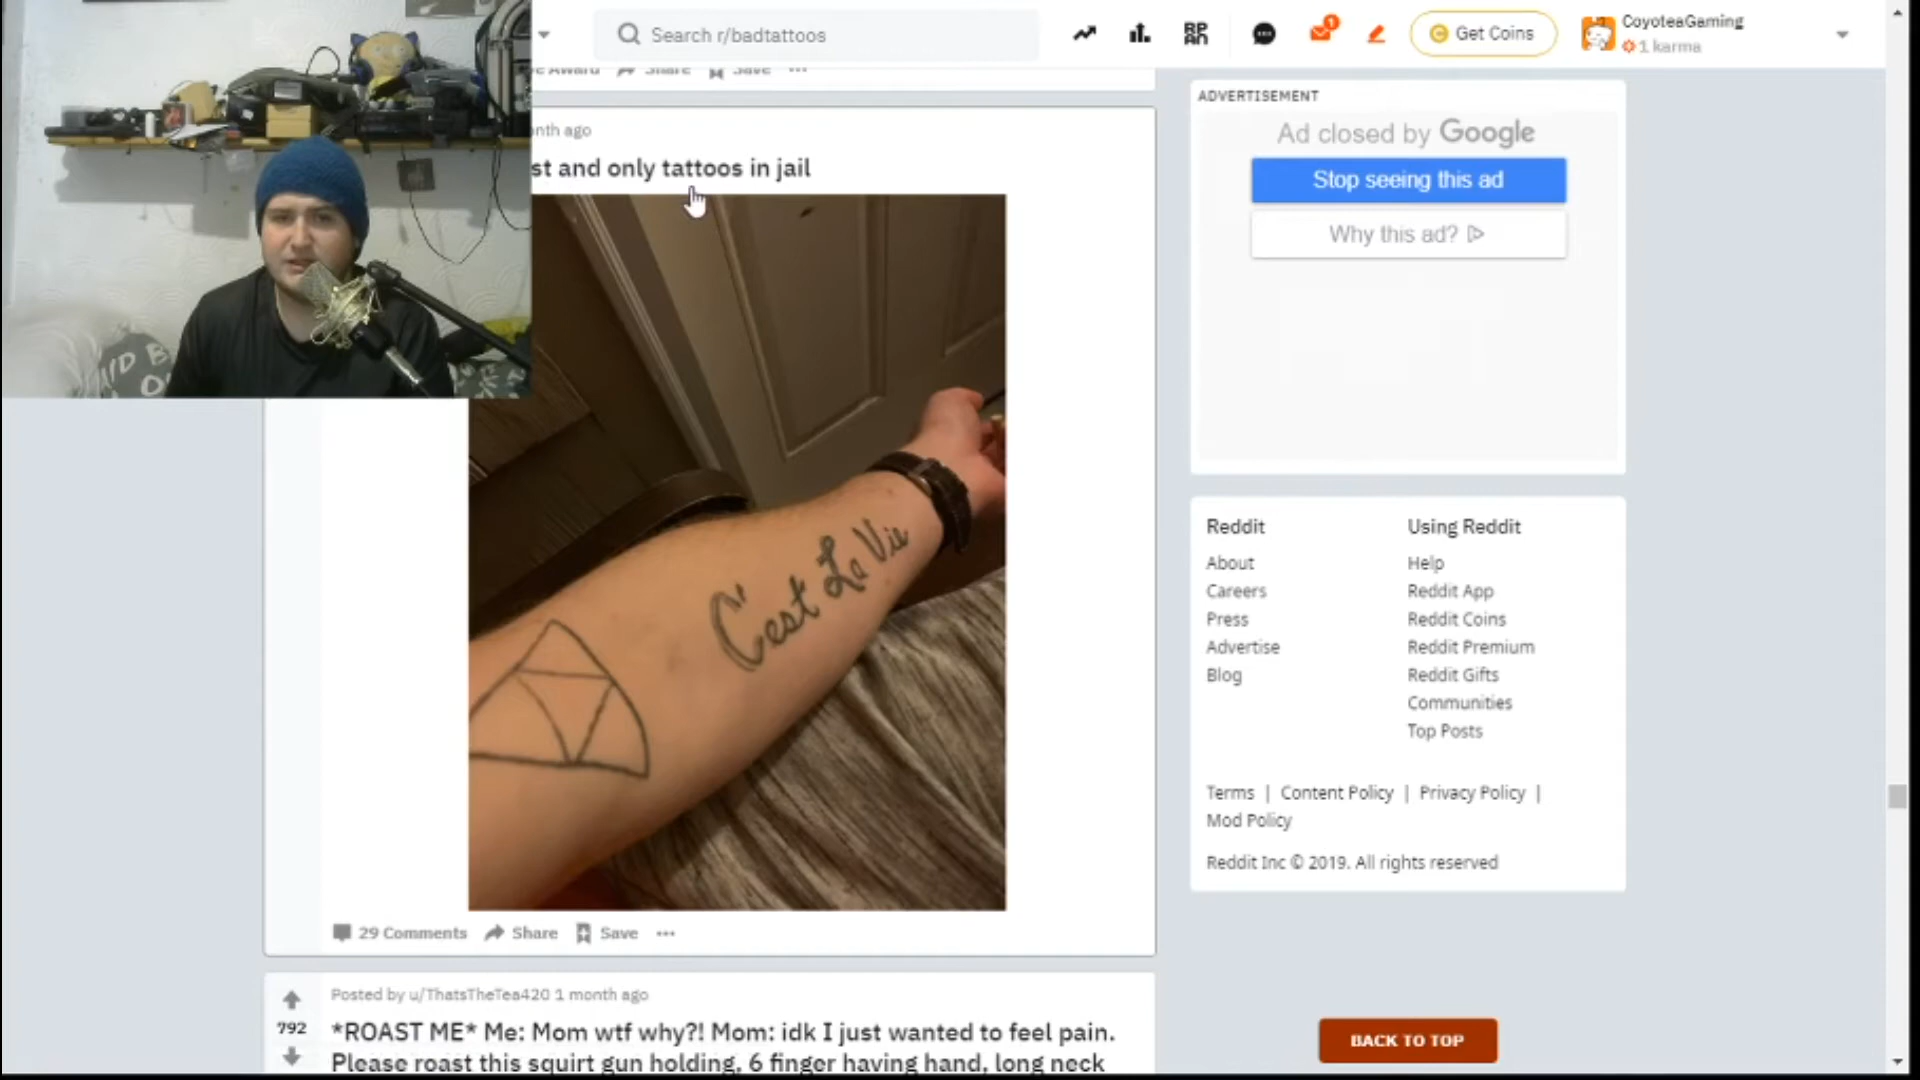 Search r/badtattoos
Get Coins
CoyoteaGaming
1 karma
1
Award
Share
Save
ADVERTISEMENT
Ad closed by Google
Stop seeing this ad
Why this ad?
month ago
st and only tattoos in jail
C'est La Vie
Reddit
Using Reddit
About
Help
Careers
Reddit App
Press
Reddit Coins
Advertise
Reddit Premium
Blog
Reddit Gifts
Communities
Top Posts
Terms | Content Policy | Privacy Policy |
Mod Policy
Reddit Inc © 2019. All rights reserved
29 Comments
Share
Save
Posted by u/ThatsTheTea420 1 month ago
792
*ROAST ME* Me: Mom wtf why?! Mom: idk I just wanted to feel pain.
Please roast this squirt gun holding, 6 finger having hand, long neck
BACK TO TOP